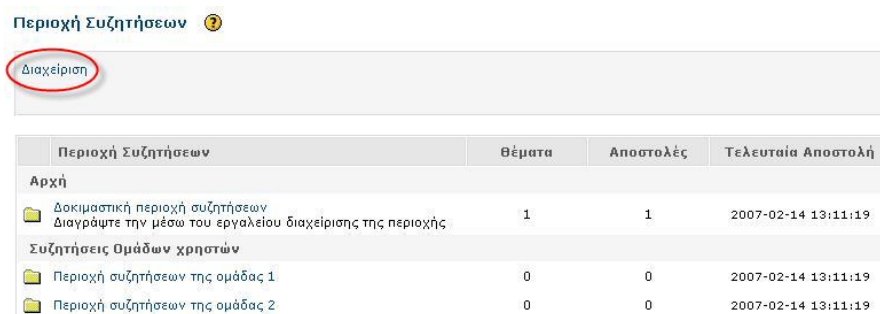 Περιοχή Συζητήσεων ?
Διαχείριση
Περιοχή Συζητήσεων Θέματα Αποστολές Τελευταία Αποστολή
Αρχή
Δοκιμαστική περιοχή συζητήσεων
Διαγράψτε την μέσω του εργαλείου διαχείρισης της περιοχής 1 1 2007-02-14 13:11:19
Συζητήσεις Ομάδων χρηστών
Περιοχή συζητήσεων της ομάδας 1 0 0 2007-02-14 13:11:19
Περιοχή συζητήσεων της ομάδας 2 0 0 2007-02-14 13:11:19